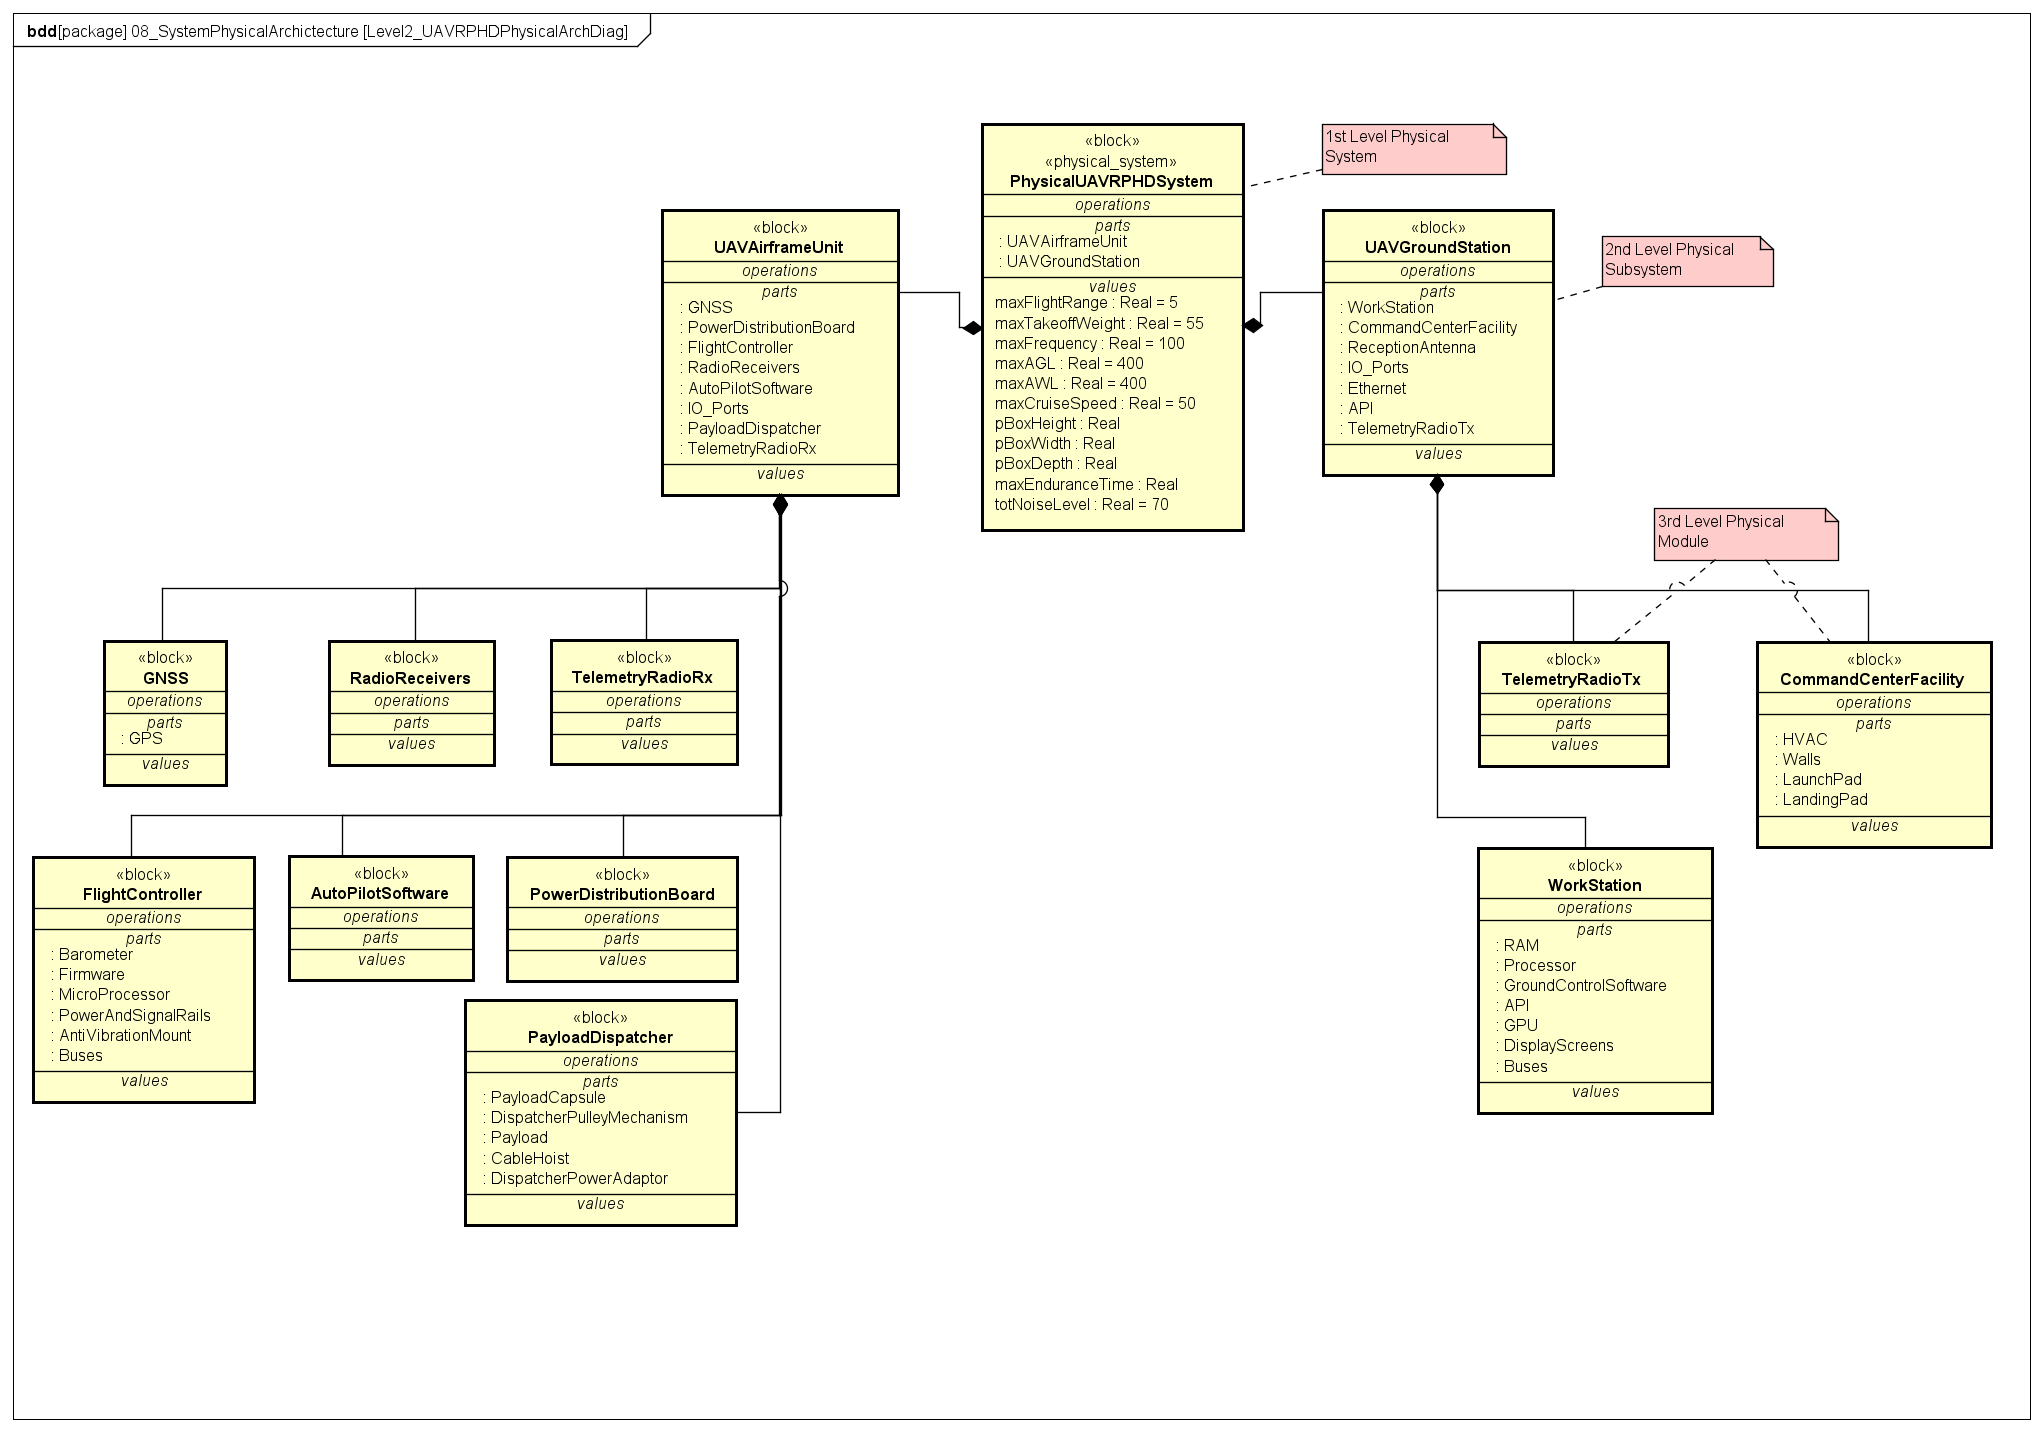 bdd[package] 08_SystemPhysicalArchictecture [Level2_UAVRPHDPhysicalArchDiag]
«block»
«physical_system»
PhysicalUAVRPHDSystem
operations
parts
: UAVAirframeUnit
: UAVGroundStation
values
maxFlightRange : Real = 5
maxTakeoffWeight : Real = 55
maxFrequency : Real = 100
maxAGL : Real = 400
maxAWL : Real = 400
maxCruiseSpeed : Real = 50
pBoxHeight : Real
pBoxWidth : Real
pBoxDepth : Real
maxEnduranceTime : Real
totNoiseLevel : Real = 70
1st Level Physical
System
«block»
UAVAirframeUnit
operations
parts
: GNSS
: PowerDistributionBoard
: FlightController
: RadioReceivers
: AutoPilotSoftware
: IO_Ports
: PayloadDispatcher
: TelemetryRadioRx
values
«block»
UAVGroundStation
operations
parts
: WorkStation
: CommandCenterFacility
: ReceptionAntenna
: IO_Ports
: Ethernet
: API
: TelemetryRadioTx
values
2nd Level Physical
Subsystem
3rd Level Physical
Module
«block»
GNSS
operations
parts
: GPS
values
«block»
RadioReceivers
operations
parts
values
«block»
TelemetryRadioRx
operations
parts
values
«block»
TelemetryRadioTx
operations
parts
values
«block»
CommandCenterFacility
operations
parts
: HVAC
: Walls
: LaunchPad
: LandingPad
values
«block»
FlightController
operations
parts
: Barometer
: Firmware
: MicroProcessor
: PowerAndSignalRails
: AntiVibrationMount
: Buses
values
«block»
AutoPilotSoftware
operations
parts
values
«block»
PowerDistributionBoard
operations
parts
values
«block»
WorkStation
operations
parts
: RAM
: Processor
: GroundControlSoftware
: API
: GPU
: DisplayScreens
: Buses
values
«block»
PayloadDispatcher
operations
parts
: PayloadCapsule
: DispatcherPulleyMechanism
: Payload
: CableHoist
: DispatcherPowerAdaptor
values